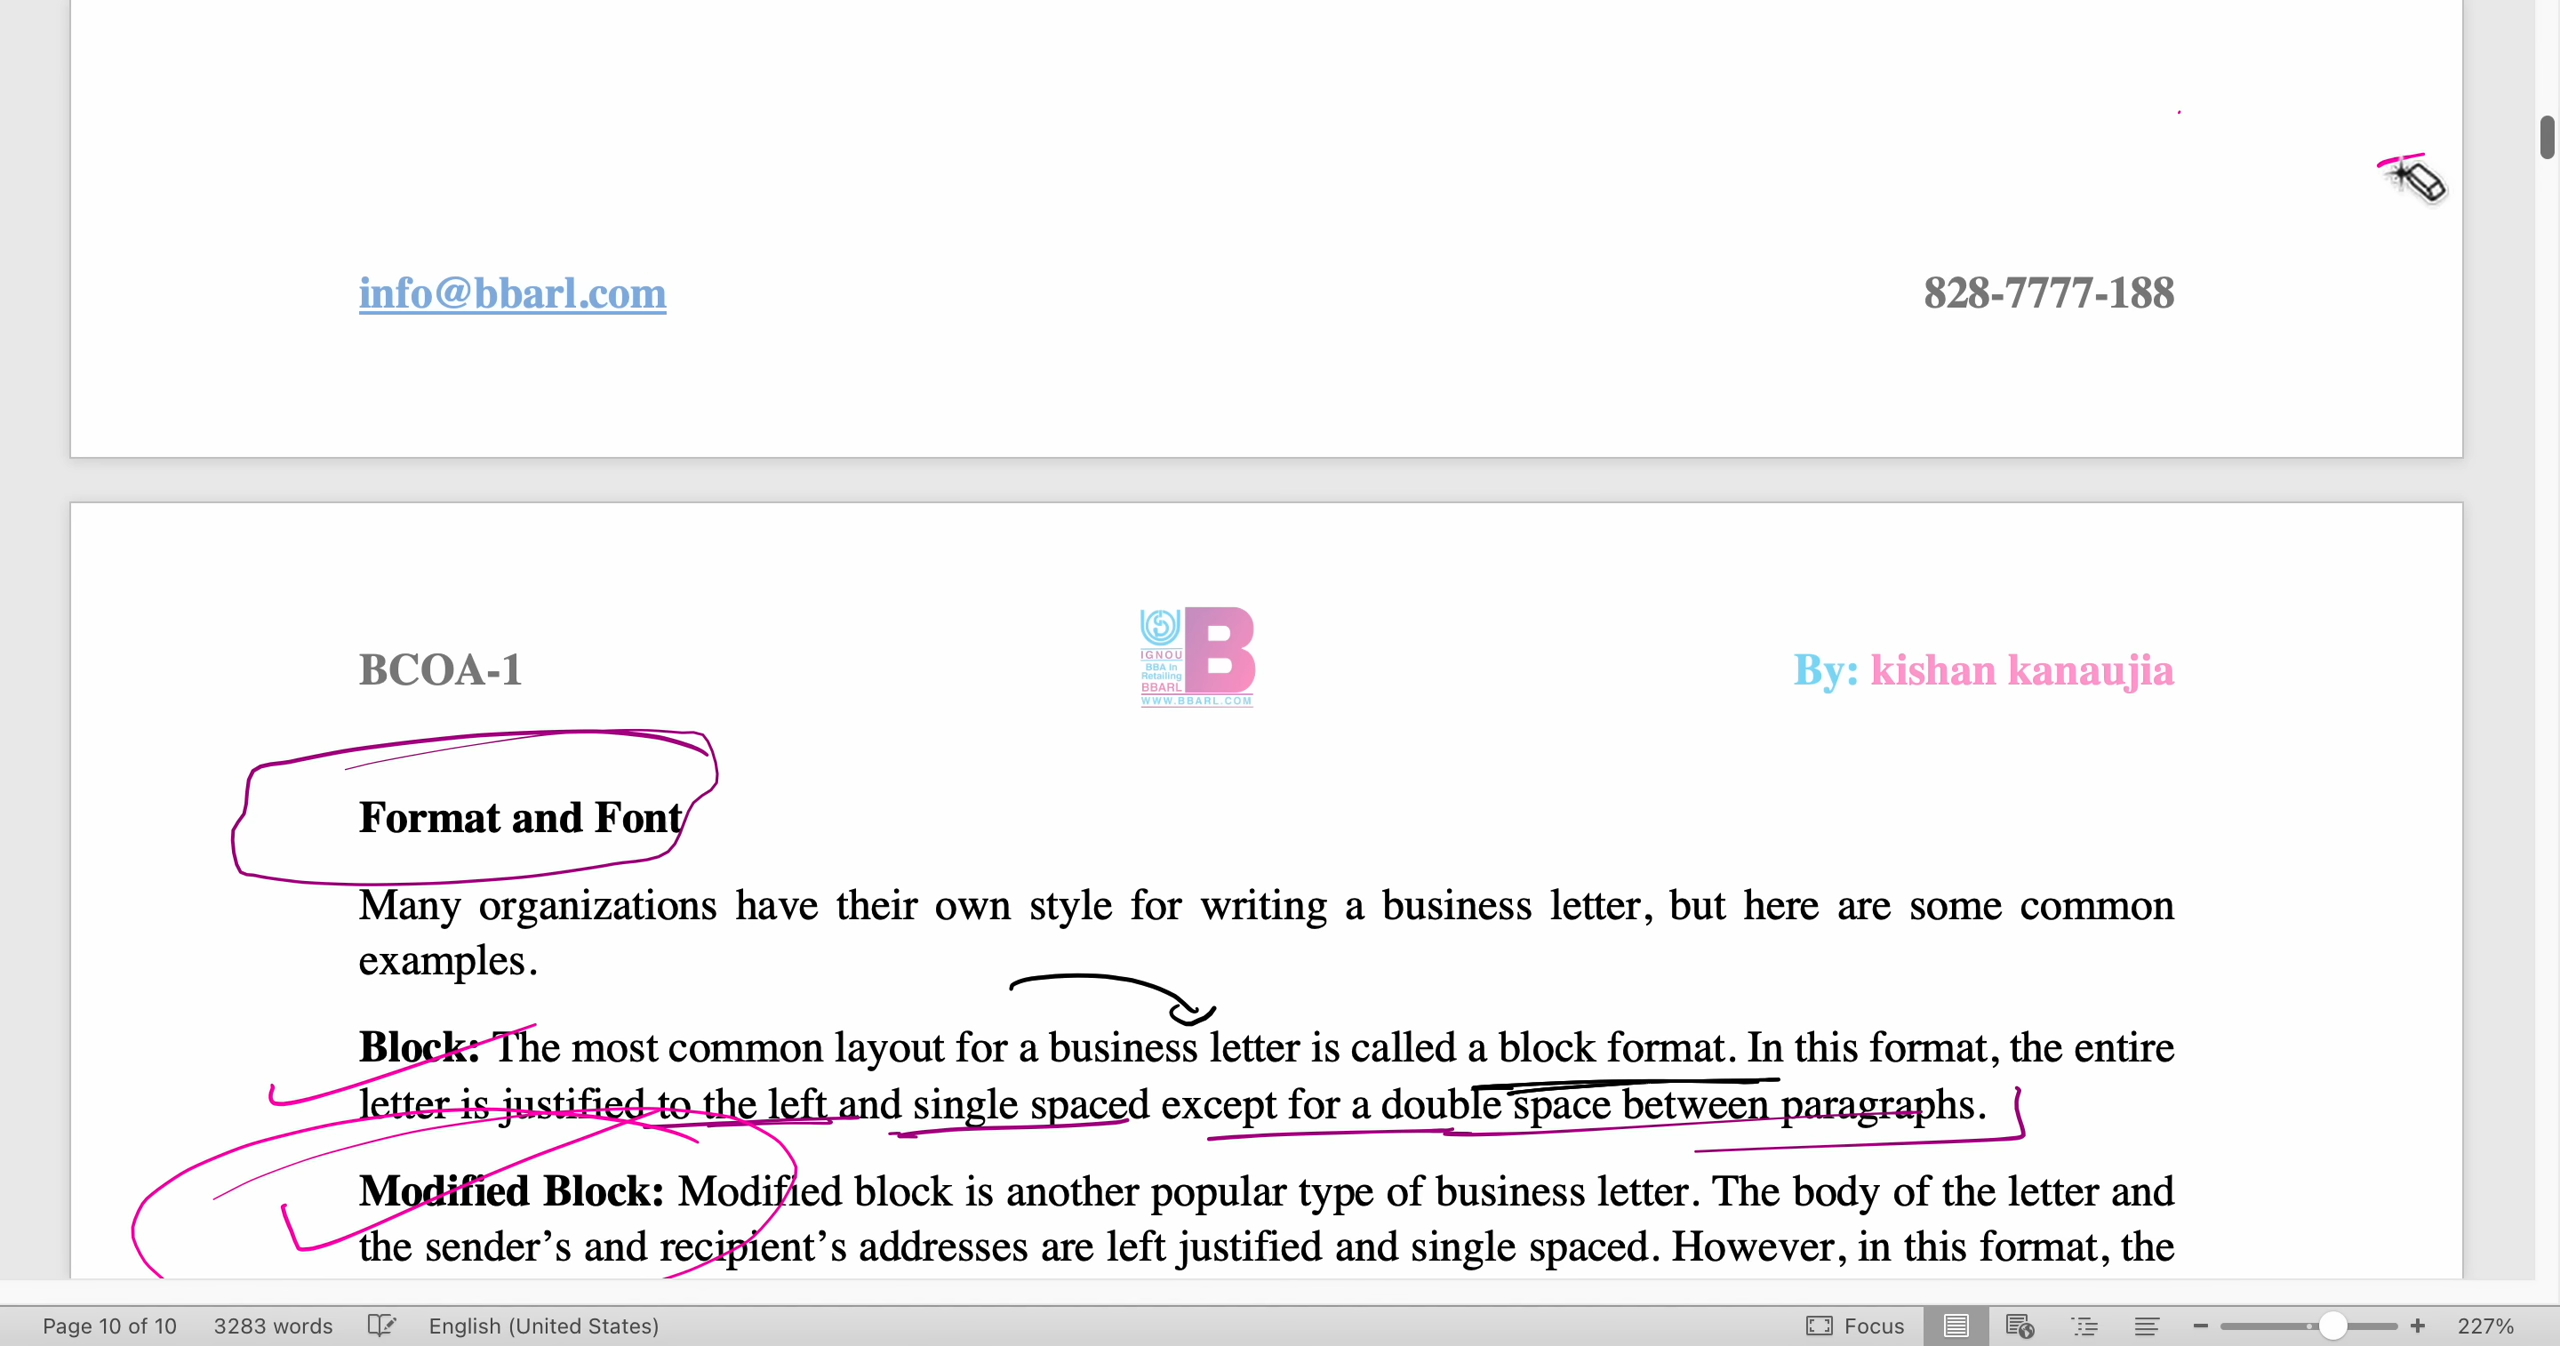 info@bbarl.com 828-7777-188
BCOA-1
IGNOU
BBA In
Retailing
BBARL
WWW.BBARL.COM
B
By: kishan kanaujia
Format and Font
Many organizations have their own style for writing a business letter, but here are some common
examples.
Block: The most common layout for a business letter is called a block format. In this format, the entire
letter is justified to the left and single spaced except for a double space between paragraphs.
Modified Block: Modified block is another popular type of business letter. The body of the letter and
the sender’s and recipient’s addresses are left justified and single spaced. However, in this format, the
Page 10 of 10 3283 words English (United States) Focus 227%